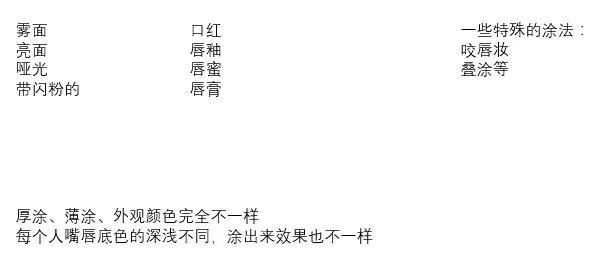 雾面
亮面
哑光
带闪粉的
口红
唇釉
唇蜜
唇膏
一些特殊的涂法：
咬唇妆
叠涂等
厚涂、薄涂、外观颜色完全不一样
每个人嘴唇底色的深浅不同，涂出来效果也不一样